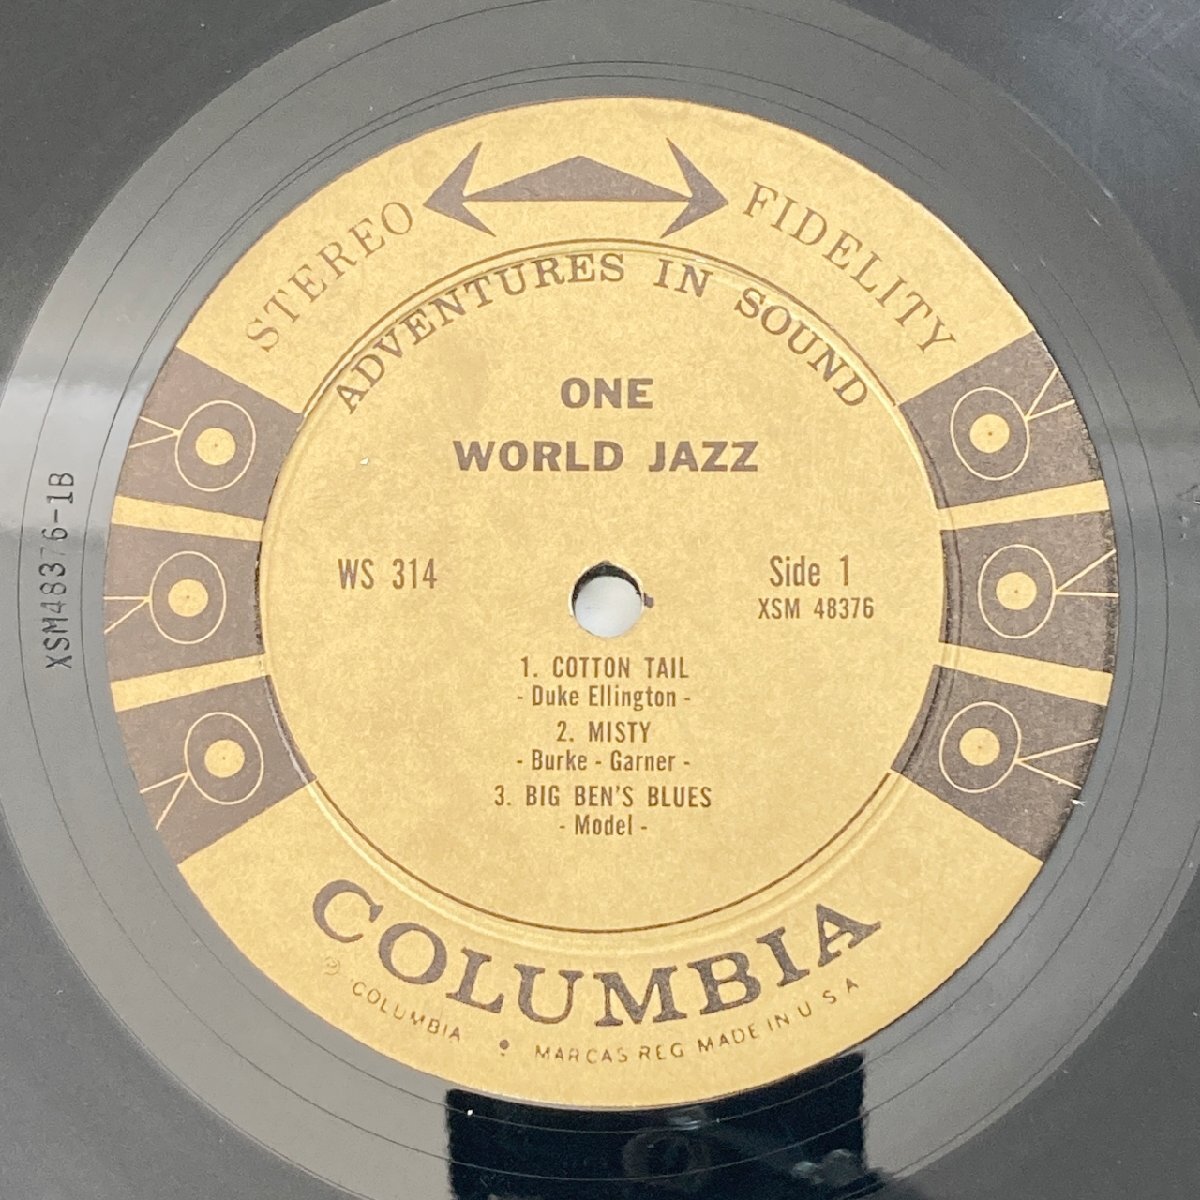 STEREO FIDELITY
ADVENTURES IN SOUND
ONE
WORLD JAZZ
WS 314
Side 1
XSM 48376
1. COTTON TAIL
- Duke Ellington -
2. MISTY
- Burke - Garner -
3. BIG BEN'S BLUES
- Model -
COLUMBIA
COLUMBIA • MARCAS REG MADE IN U S A
XSM48376-1B